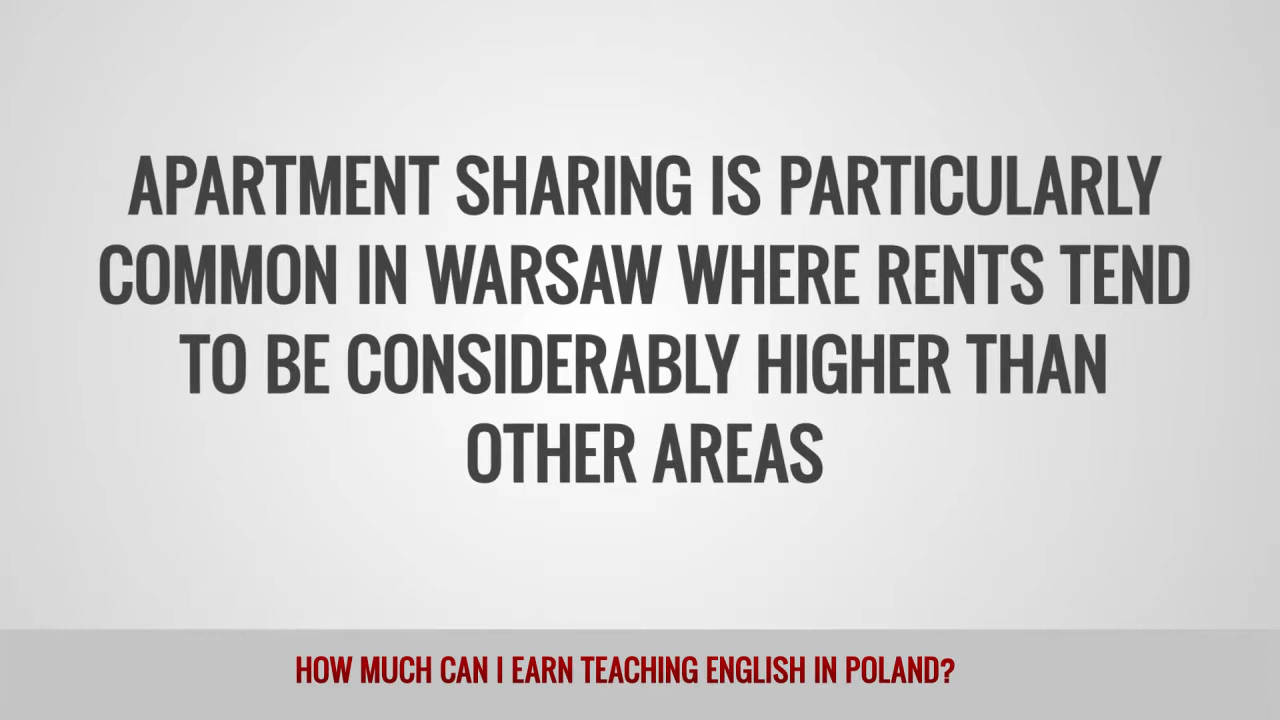 APARTMENT SHARING IS PARTICULARLY
COMMON IN WARSAW WHERE RENTS TEND
TO BE CONSIDERABLY HIGHER THAN
OTHER AREAS
HOW MUCH CAN I EARN TEACHING ENGLISH IN POLAND?